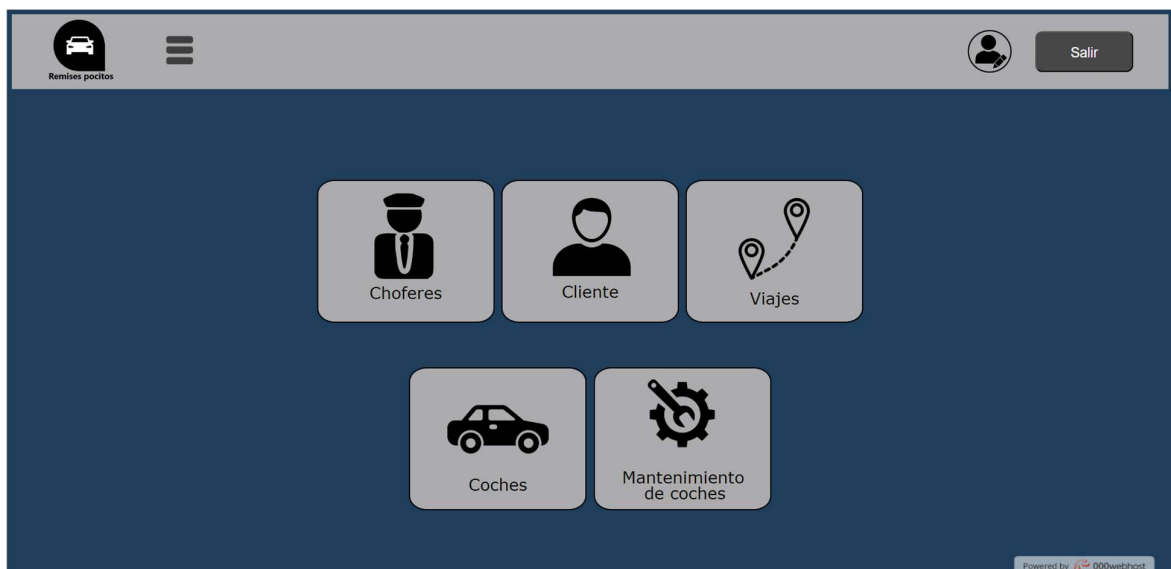 Remises pocitos
Salir
Choferes
Cliente
Viajes
Coches
Mantenimiento
de coches
Powered by 000webhost